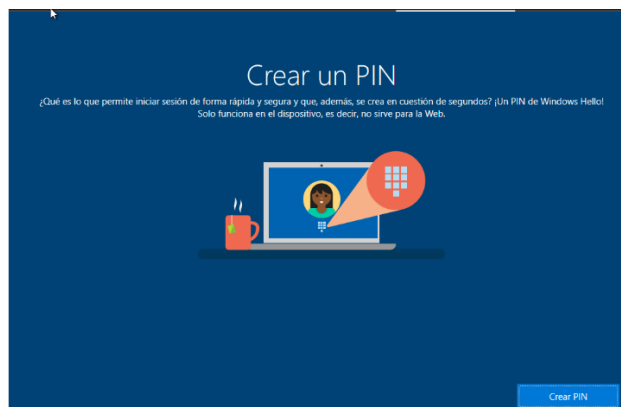 Crear un PIN
¿Qué es lo que permite iniciar sesión de forma rápida y segura y que, además, se crea en cuestión de segundos? ¡Un PIN de Windows Hello!
Solo funciona en el dispositivo, es decir, no sirve para la Web.
Crear PIN